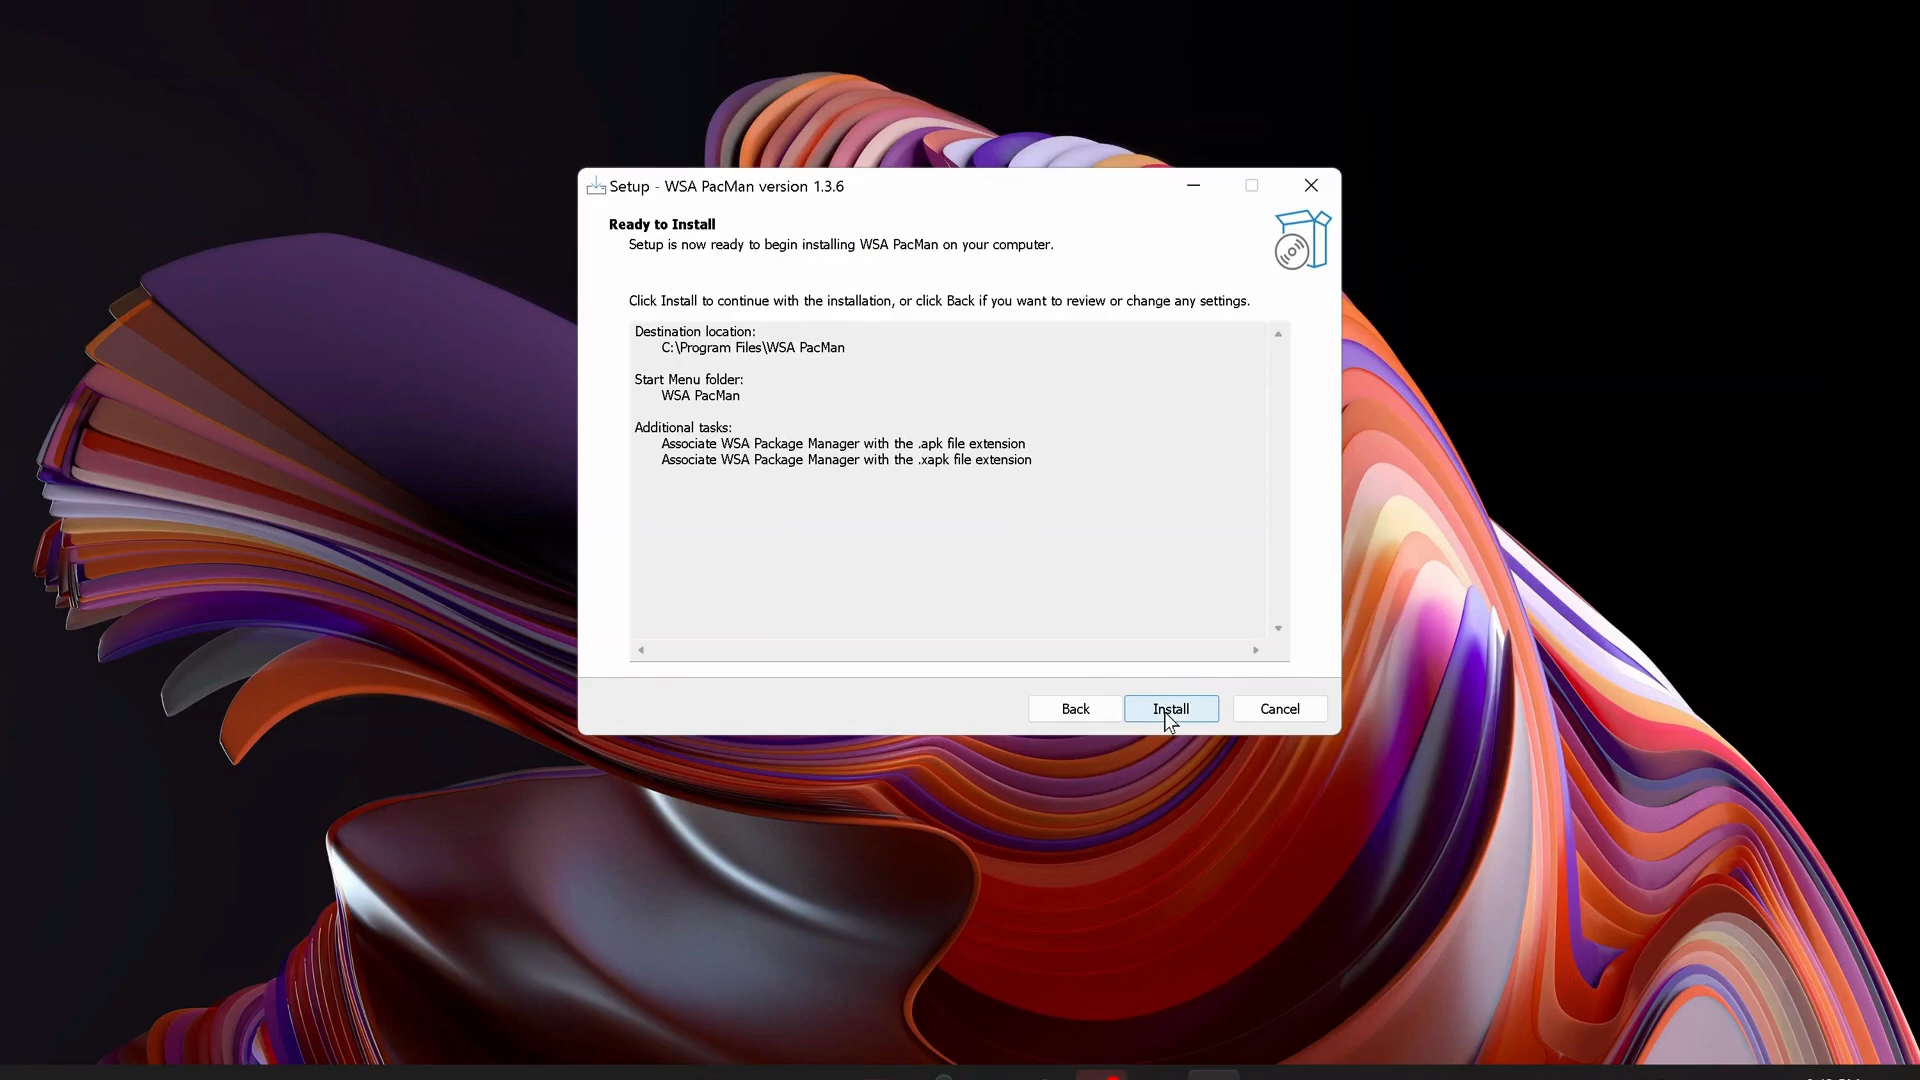 Setup - WSA PacMan version 1.3.6
Ready to Install
Setup is now ready to begin installing WSA PacMan on your computer.
Click Install to continue with the installation, or click Back if you want to review or change any settings.
Destination location:
C:\Program Files\WSA PacMan
Start Menu folder:
WSA PacMan
Additional tasks:
Associate WSA Package Manager with the .apk file extension
Associate WSA Package Manager with the .xapk file extension
Back
Install
Cancel